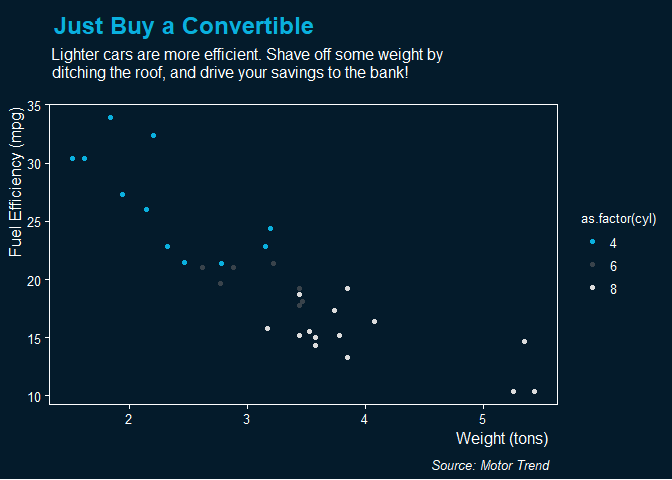 Just Buy a Convertible
Lighter cars are more efficient. Shave off some weight by
ditching the roof, and drive your savings to the bank!
Fuel Efficiency (mpg)
35
30
25
20
15
10
2
3
4
5
Weight (tons)
as.factor(cyl)
4
6
8
Source: Motor Trend